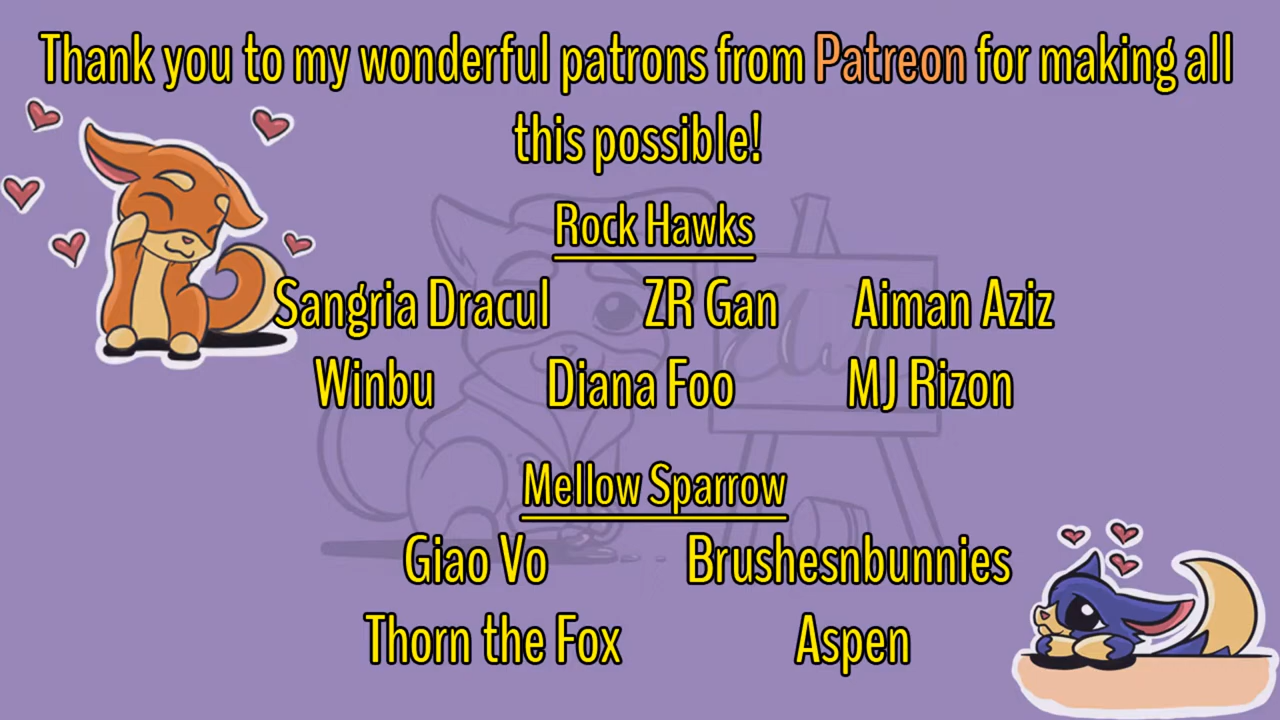 Thank you to my wonderful patrons from Patreon for making all
this possible!
Rock Hawks
Sangria Dracul ZR Gan Aiman Aziz
Winbu Diana Foo MJ Rizon
Mellow Sparrow
Giao Vo Brushesnbunnies
Thorn the Fox Aspen